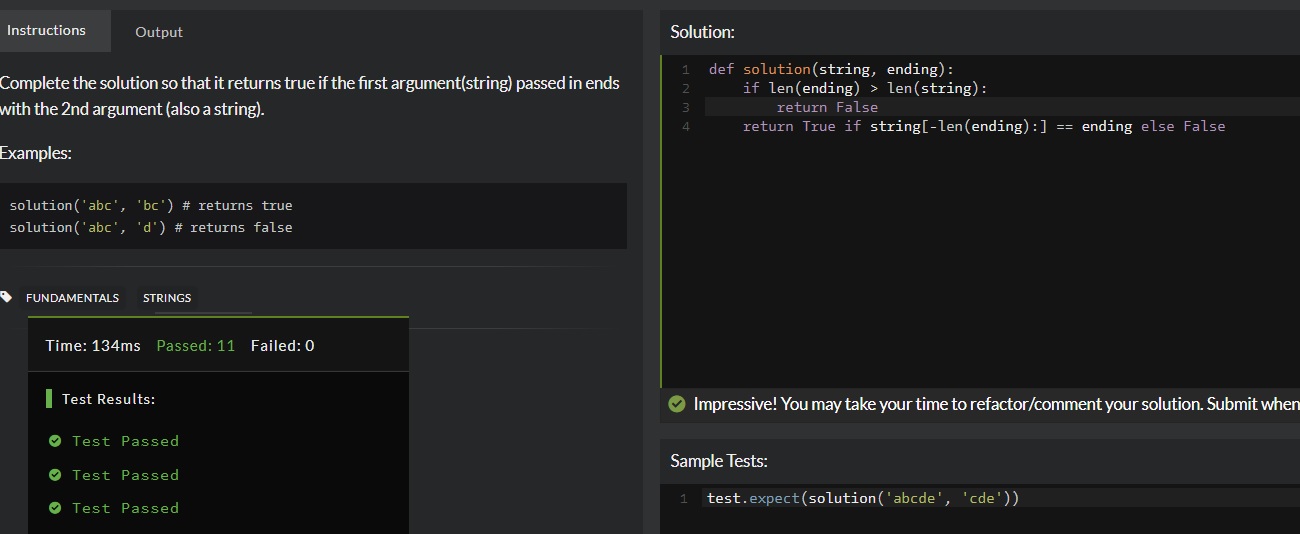 Instructions
Output
Complete the solution so that it returns true if the first argument(string) passed in ends
with the 2nd argument (also a string).
Examples:
solution('abc', 'bc') # returns true
solution('abc', 'd') # returns false
FUNDAMENTALS STRINGS
Time: 134ms Passed: 11 Failed: 0
Test Results:
Test Passed
Test Passed
Test Passed
Solution:
1 def solution(string, ending):
2 if len(ending) > len(string):
3 return False
4 return True if string[-len(ending):] == ending else False
Impressive! You may take your time to refactor/comment your solution. Submit when
Sample Tests:
1 test.expect(solution('abcde', 'cde'))